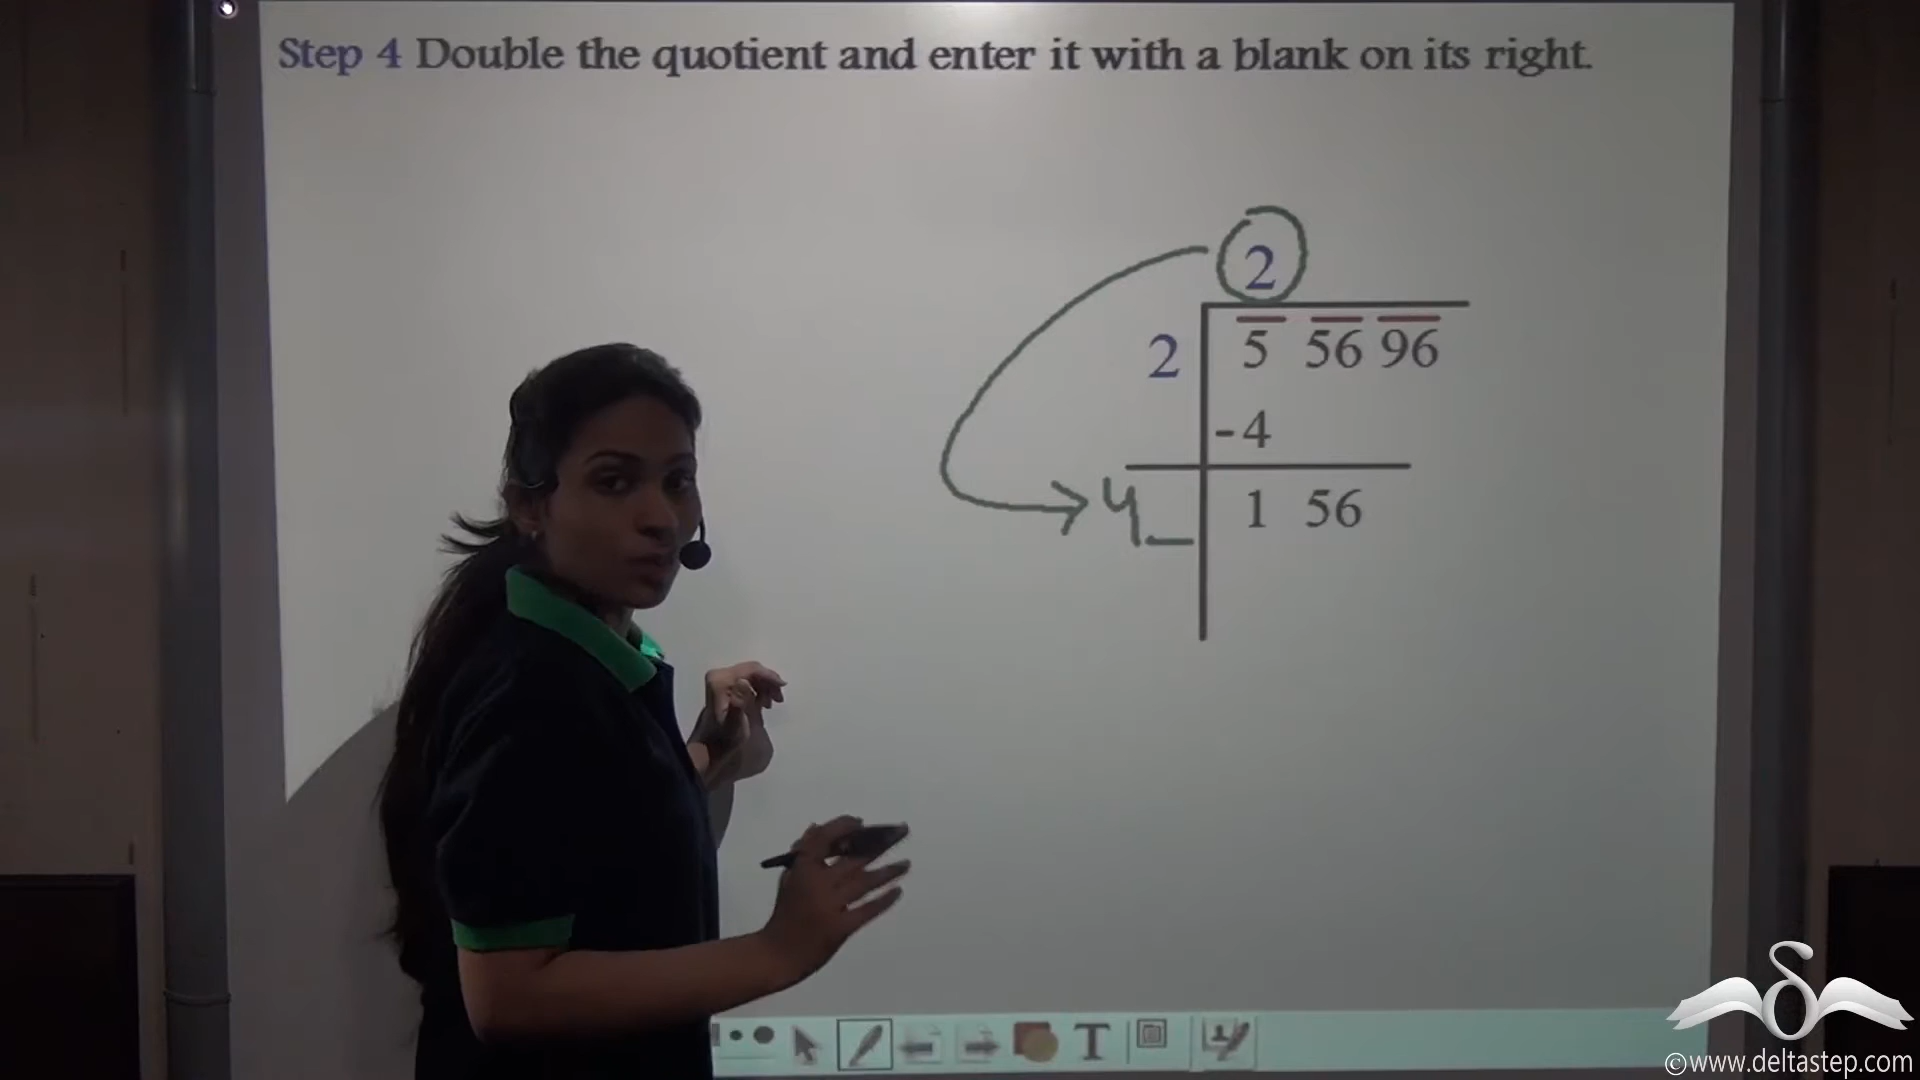 Step 4 Double the quotient and enter it with a blank on its right.
2
2 5 56 96
-4
4_ 1 56
T
©www.deltastep.com